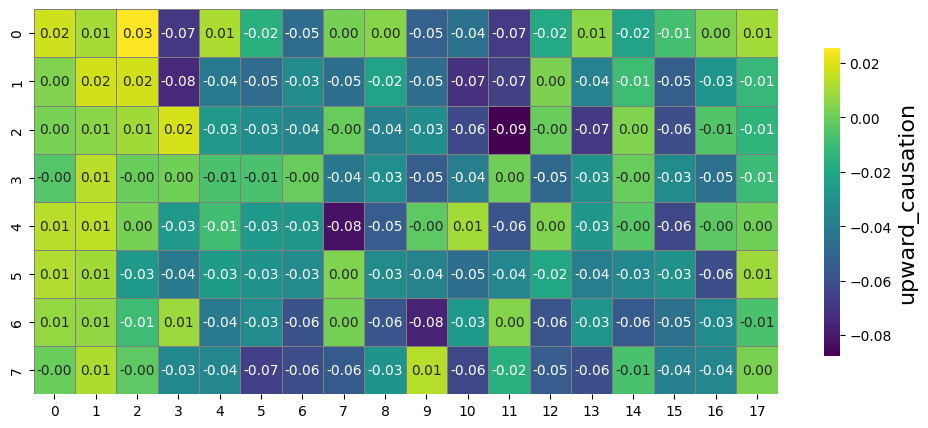 0 0.02 0.01 0.03 -0.07 0.01 -0.02 -0.05 0.00 0.00 -0.05 -0.04 -0.07 -0.02 0.01 -0.02 -0.01 0.00 0.01
1 0.00 0.02 0.02 -0.08 -0.04 -0.05 -0.03 -0.05 -0.02 -0.05 -0.07 -0.07 0.00 -0.04 -0.01 -0.05 -0.03 -0.01
2 0.00 0.01 0.01 0.02 -0.03 -0.03 -0.04 -0.00 -0.04 -0.03 -0.06 -0.09 -0.00 -0.07 0.00 -0.06 -0.01 -0.01
3 -0.00 0.01 -0.00 0.00 -0.01 -0.01 -0.00 -0.04 -0.03 -0.05 -0.04 0.00 -0.05 -0.03 -0.00 -0.03 -0.05 -0.01
4 0.01 0.01 0.00 -0.03 -0.01 -0.03 -0.03 -0.08 -0.05 -0.00 0.01 -0.06 0.00 -0.03 -0.00 -0.06 -0.00 0.00
5 0.01 0.01 -0.03 -0.04 -0.03 -0.03 -0.03 0.00 -0.03 -0.04 -0.05 -0.04 -0.02 -0.04 -0.03 -0.03 -0.06 0.01
6 0.01 0.01 -0.01 0.01 -0.04 -0.03 -0.06 0.00 -0.06 -0.08 -0.03 0.00 -0.06 -0.03 -0.06 -0.05 -0.03 -0.01
7 -0.00 0.01 -0.00 -0.03 -0.04 -0.07 -0.06 -0.06 -0.03 0.01 -0.06 -0.02 -0.05 -0.06 -0.01 -0.04 -0.04 0.00
0 1 2 3 4 5 6 7 8 9 10 11 12 13 14 15 16 17
0.02
0.00
−0.02
−0.04
−0.06
−0.08
upward_causation